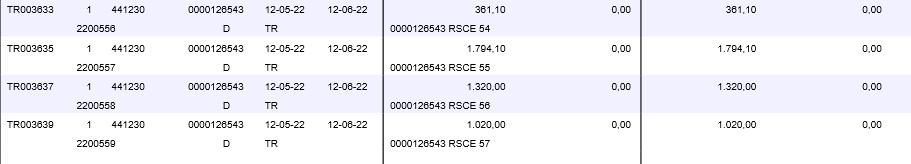 TR003633 1 441230 0000126543 12-05-22 12-06-22 361,10 0,00 361,10 0,00
2200556 D TR 0000126543 RSCE 54
TR003635 1 441230 0000126543 12-05-22 12-06-22 1.794,10 0,00 1.794,10 0,00
2200557 D TR 0000126543 RSCE 55
TR003637 1 441230 0000126543 12-05-22 12-06-22 1.320,00 0,00 1.320,00 0,00
2200558 D TR 0000126543 RSCE 56
TR003639 1 441230 0000126543 12-05-22 12-06-22 1.020,00 0,00 1.020,00 0,00
2200559 D TR 0000126543 RSCE 57